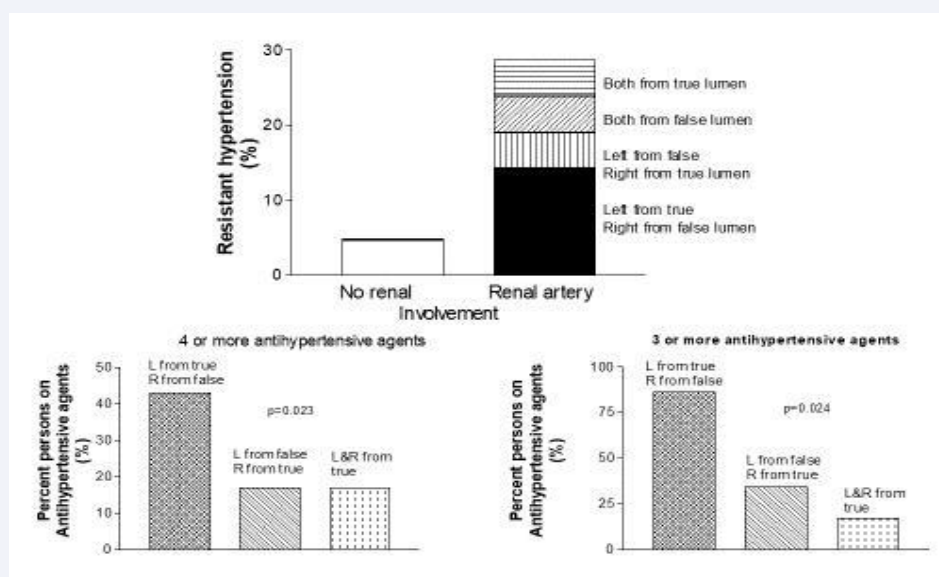 Resistant hypertension
(%)
30
20
10
0
Both from true lumen
Both from false lumen
Left from false
Right from true lumen
Left from true
Right from false lumen
No renal
Renal artery
Involvement
4 or more antihypertensive agents
Percent persons on
Antihypertensive agents
(%)
50
40
30
20
10
0
L from true
R from false
p=0.023
L from false
R from true
L&R from
true
3 or more antihypertensive agents
Percent persons on
Antihypertensive agents
(%)
100
75
50
25
0
L from true
R from false
p=0.024
L from false
R from true
L&R from
true